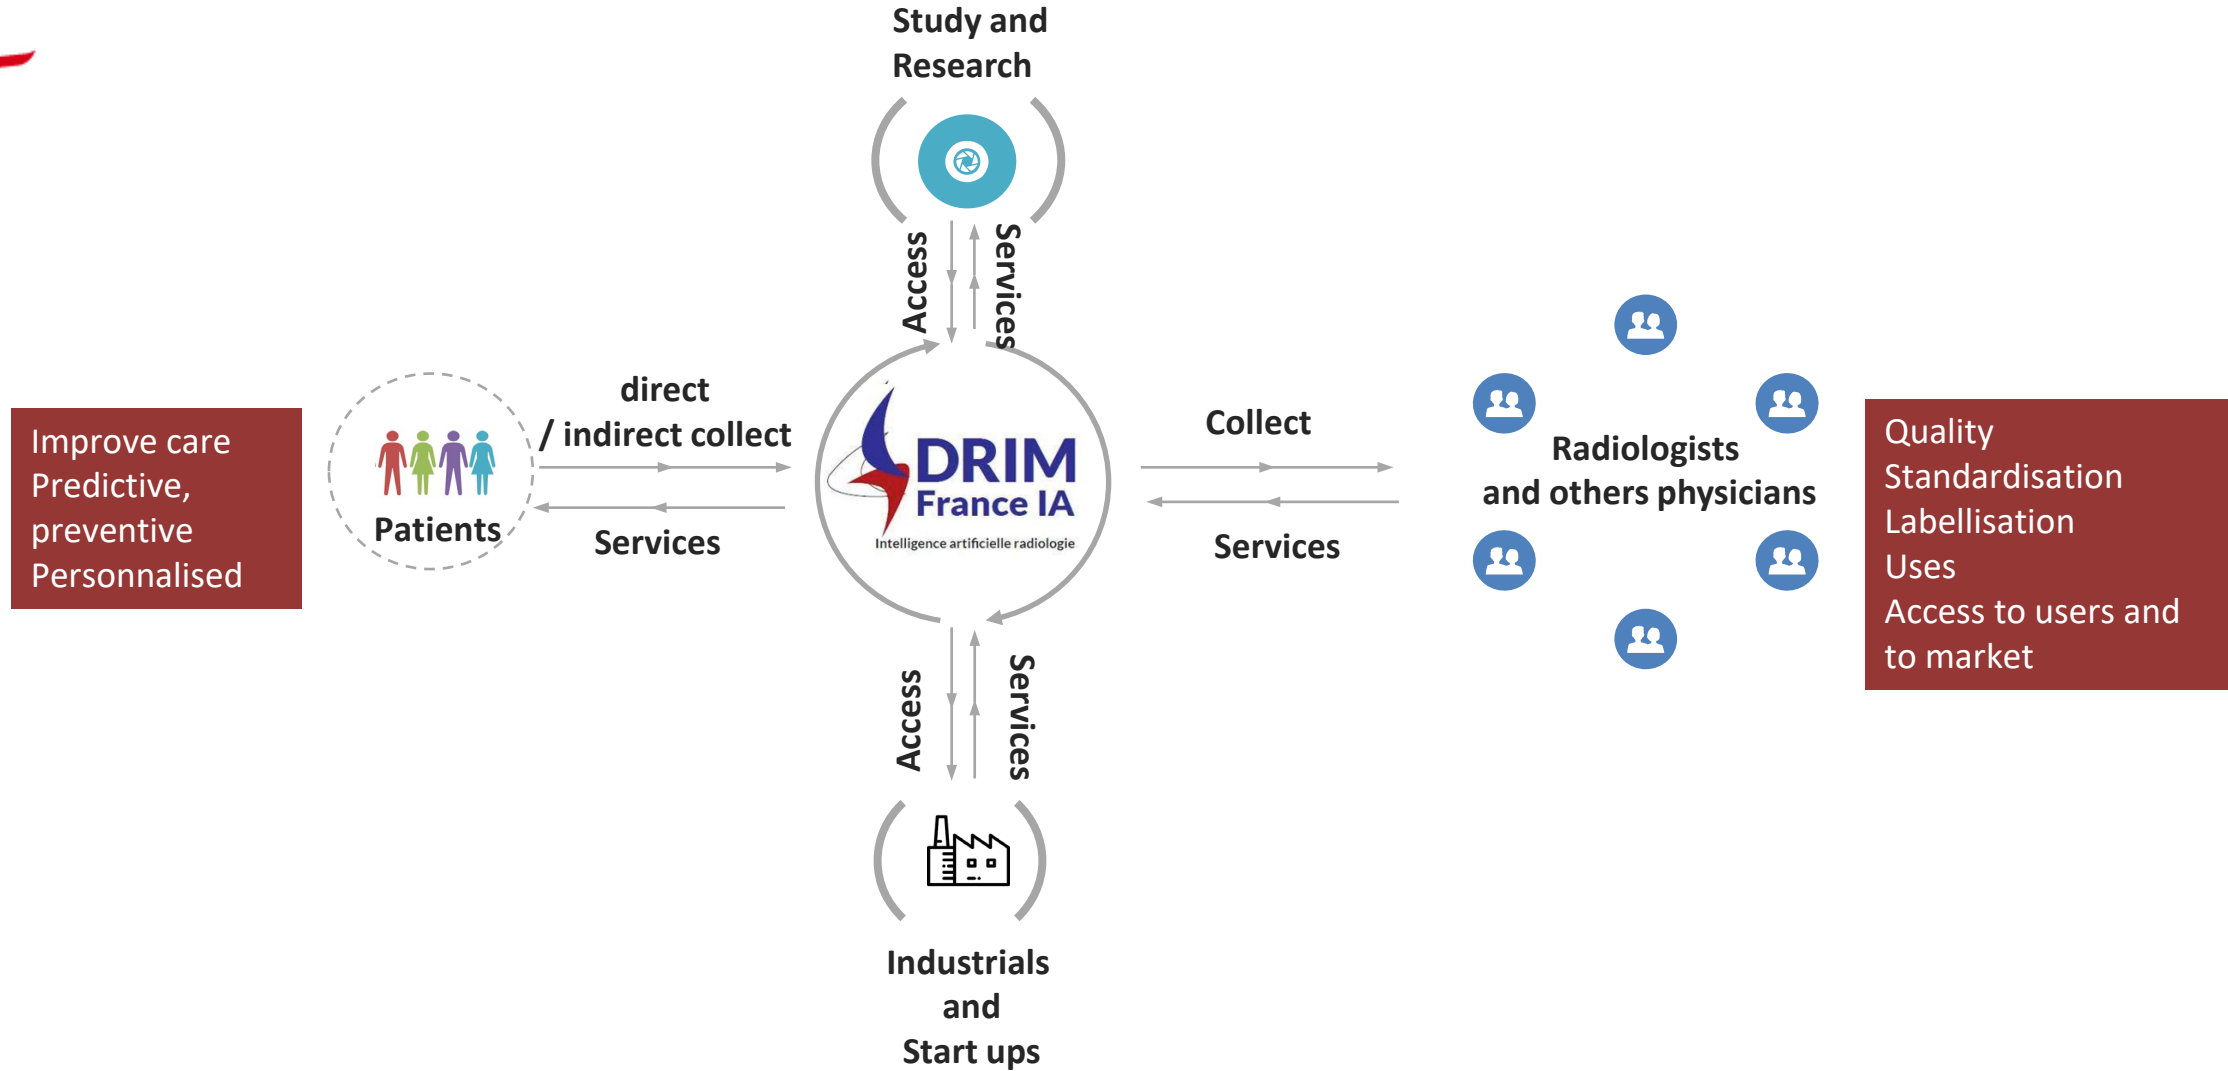 Study and
Research
Access
Services
direct
/ indirect collect
Services
Improve care
Predictive,
preventive
Personnalised
Patients
DRIM
France IA
Intelligence artificielle radiologie
Collect
Services
Radiologists
and others physicians
Quality
Standardisation
Labellisation
Uses
Access to users and
to market
Access
Services
Industrials
and
Start ups